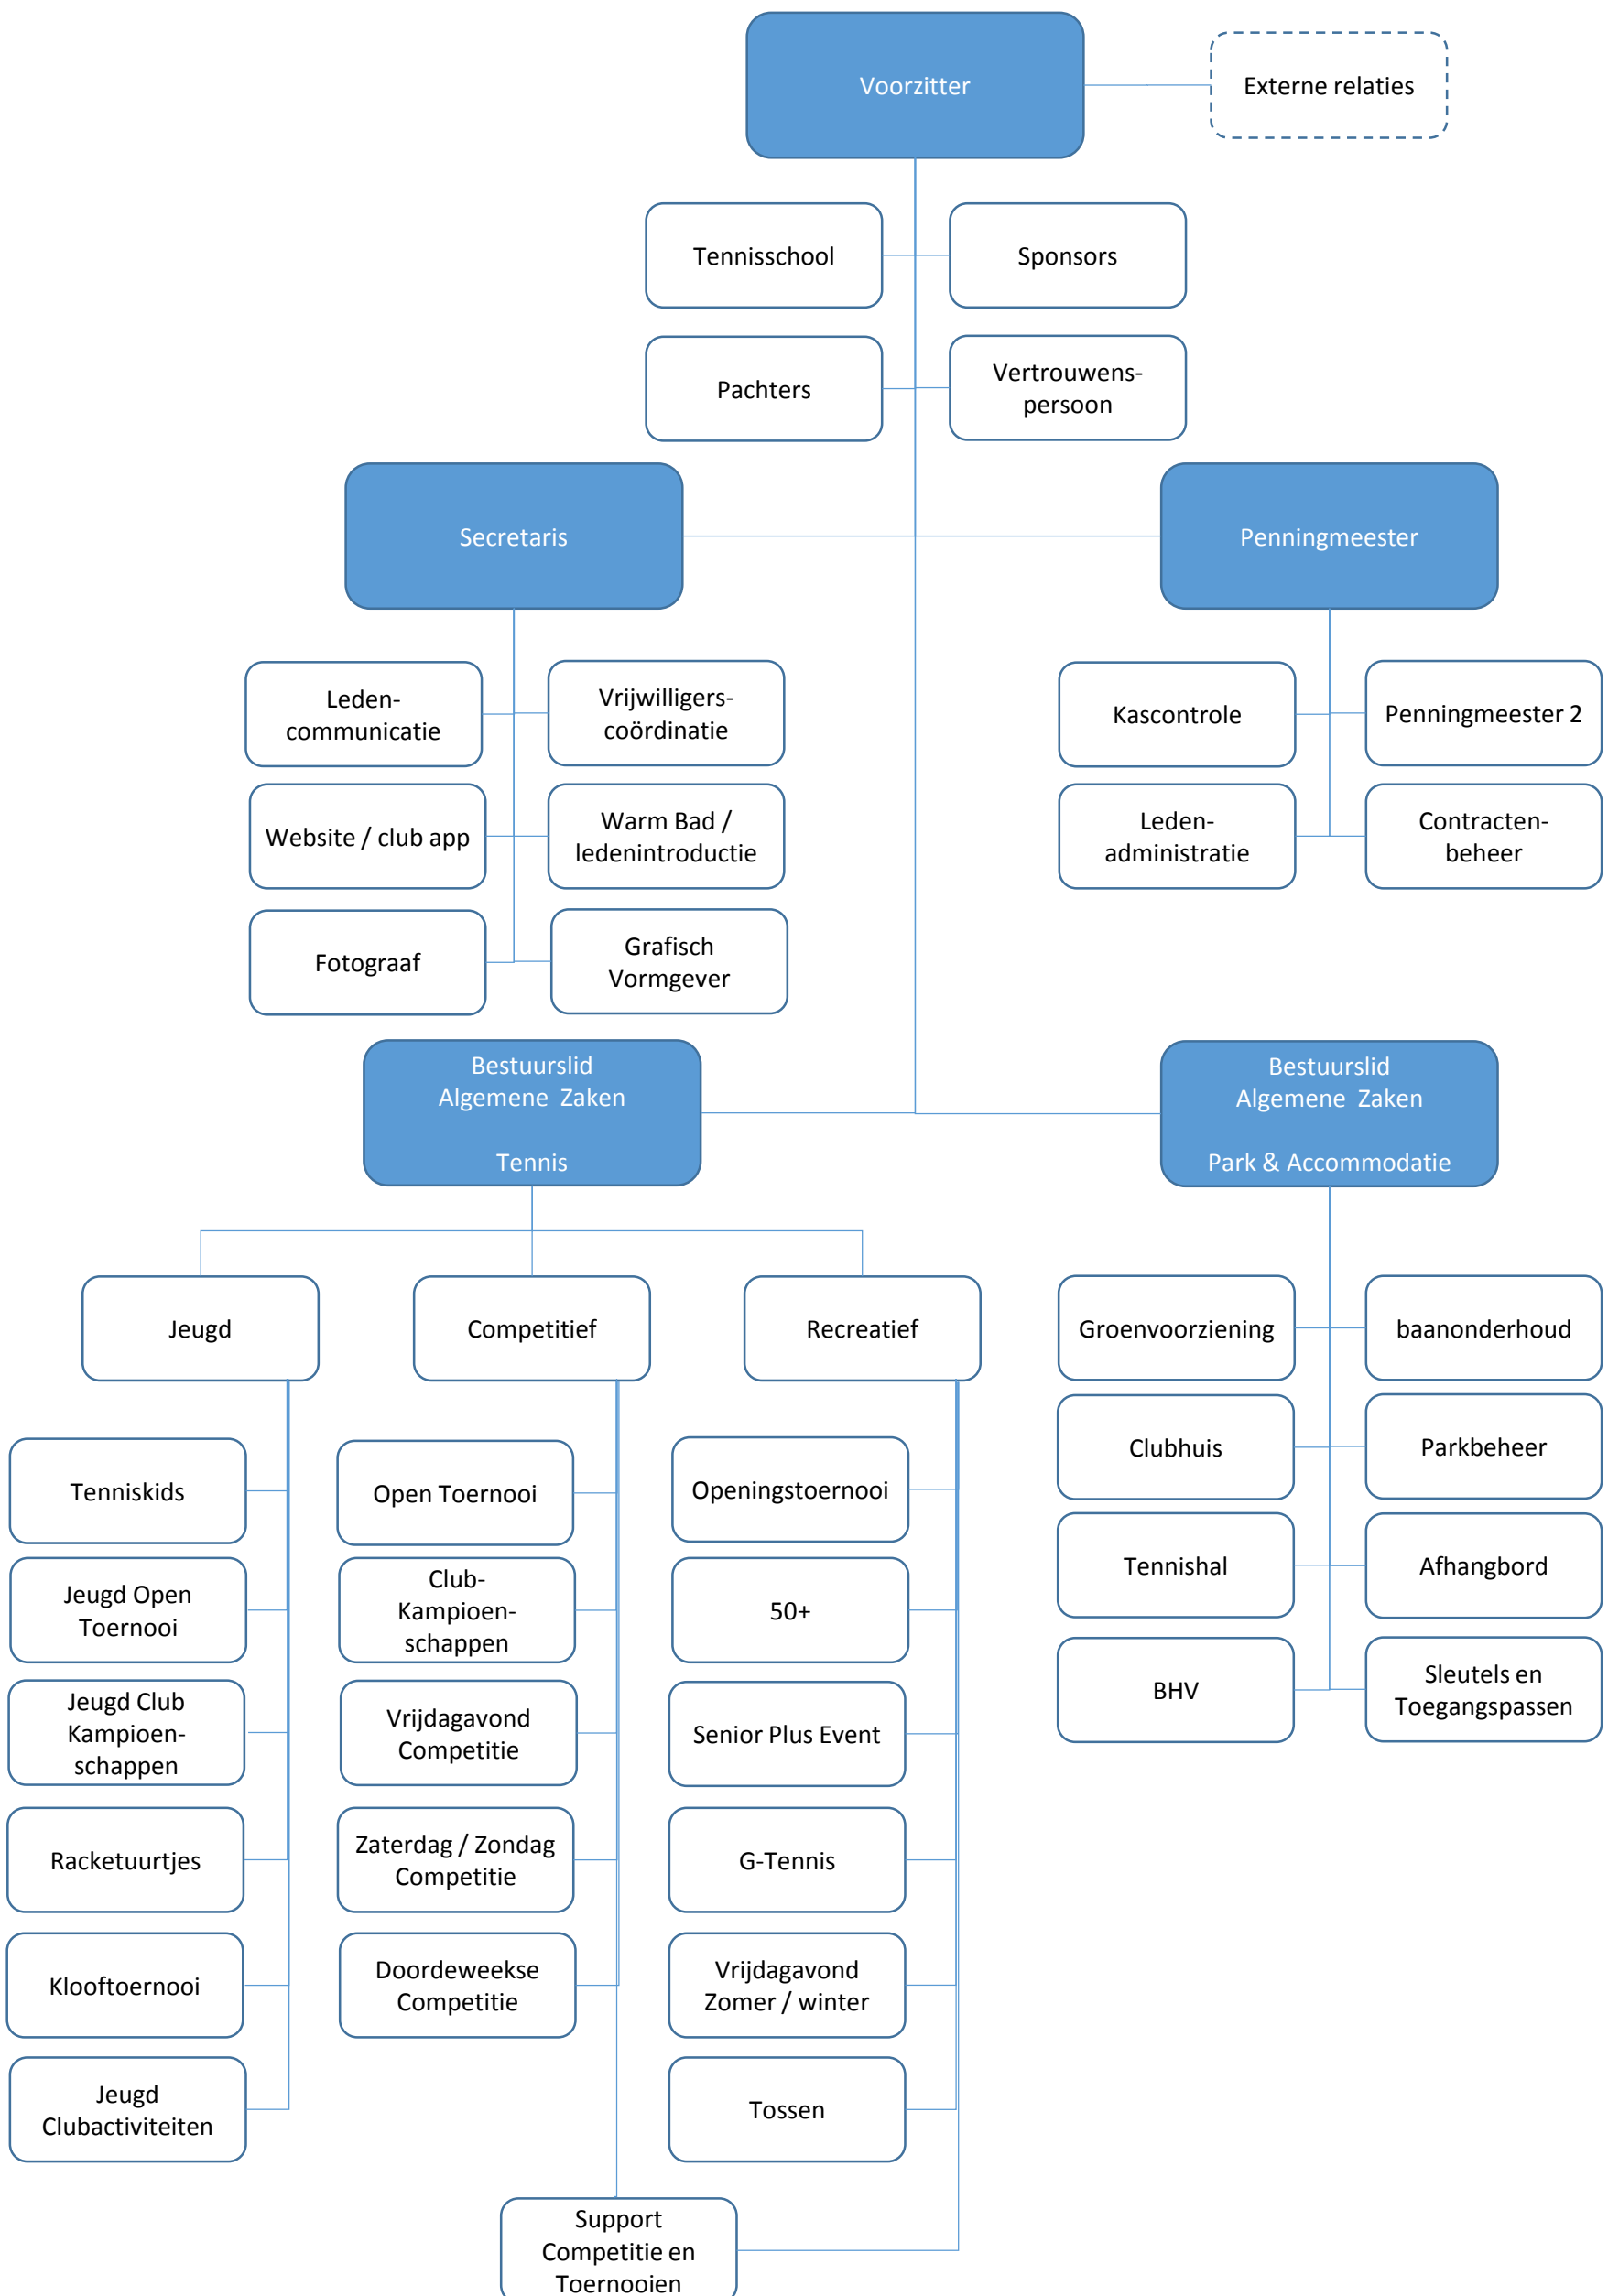 Voorzitter
Externe relaties
Tennisschool
Sponsors
Pachters
Vertrouwens-
persoon
Secretaris
Penningmeester
Leden-
communicatie
Vrijwilligers-
coördinatie
Kascontrole
Penningmeester 2
Website / club app
Warm Bad /
ledenintroductie
Leden-
administratie
Contracten-
beheer
Fotograaf
Grafisch
Vormgever
Bestuurslid
Algemene Zaken
Tennis
Bestuurslid
Algemene Zaken
Park & Accommodatie
Jeugd
Competitief
Recreatief
Groenvoorziening
baanonderhoud
Clubhuis
Parkbeheer
Tenniskids
Open Toernooi
Openingstoernooi
Tennishal
Afhangbord
Jeugd Open
Toernooi
Club-
Kampioen-
schappen
50+
BHV
Sleutels en
Toegangspassen
Jeugd Club
Kampioen-
schappen
Vrijdagavond
Competitie
Senior Plus Event
Racketuurtjes
Zaterdag / Zondag
Competitie
G-Tennis
Klooftoernooi
Doordeweekse
Competitie
Vrijdagavond
Zomer / winter
Jeugd
Clubactiviteiten
Tossen
Support
Competitie en
Toernooien